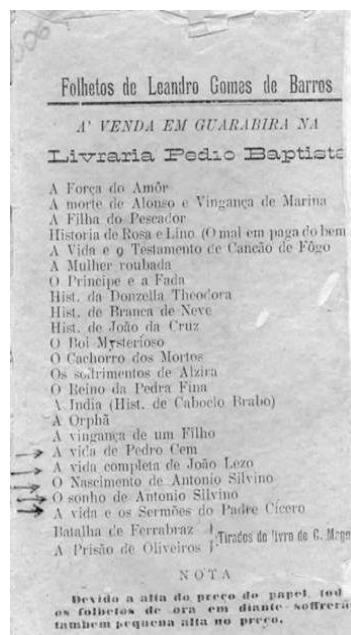 Folhetos de Leandro Gomes de Barros
A' VENDA EM GUARABIRA NA
Livraria Pedro Baptista
A Força do Amôr
A morte de Alonso e Vingança de Marina
A Filha do Pescador
Historia de Rosa e Lino (O mal em paga do bem
A Vida e o Testamento de Cancão de Fôgo
A Mulher roubada
O Principe e a Fada
Hist. da Donzella Theodora
Hist. de Branca de Neve
Hist. de João da Cruz
O Boi Mysterioso
O Cachorro dos Mortos
Os soffrimentos de Alzira
O Reino da Pedra Fina
A India (Hist. de Caboclo Brabo)
A Orphã
A vingança de um Filho
A vida de Pedro Cem
A vida completa de João Lezo
O Nascimento de Antonio Silvino
O sonho de Antonio Silvino
A vida e os Sermões do Padre Cícero
Batalha de Ferrabraz
A Prisão de Oliveiros
Tirados do livro de C. Magn
NOTA
Devido a alta do preço do papel, tod
os folhetos de ora em diante soffrerã
tambem pequena alta no preço.